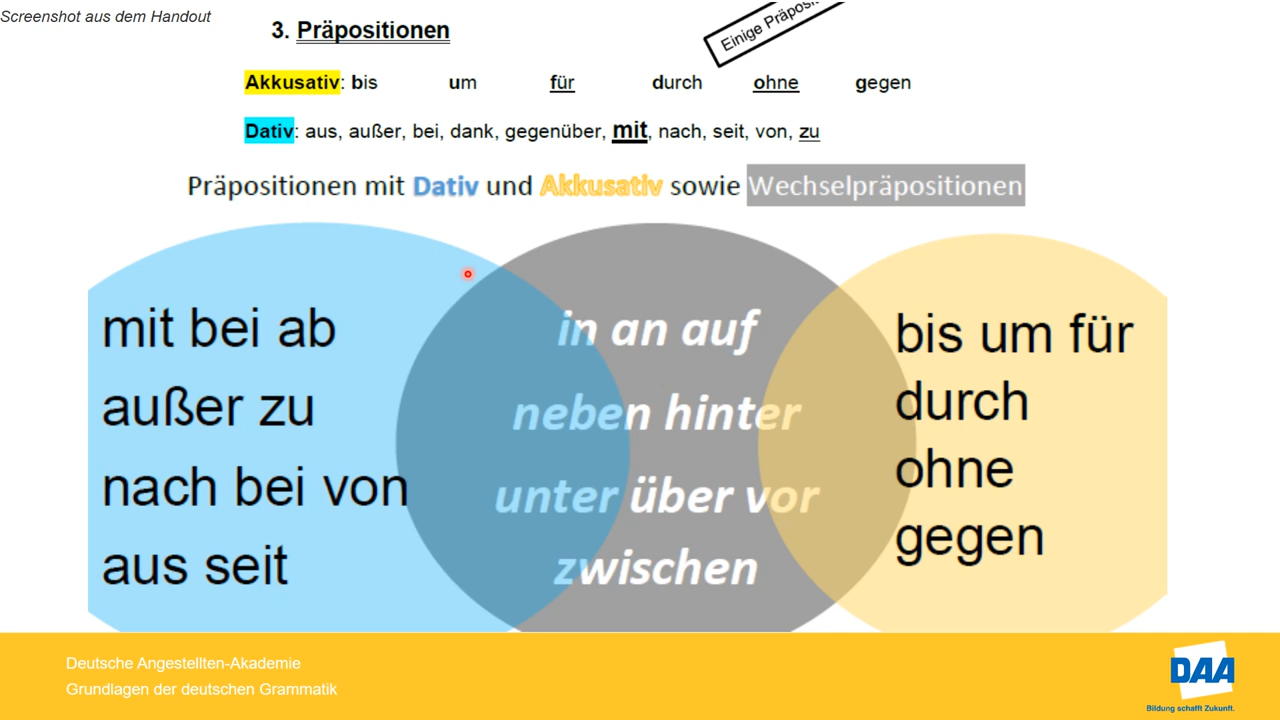 Screenshot aus dem Handout
3. Präpositionen
Einige
Akkusativ: bis um für durch ohne gegen
Dativ: aus, außer, bei, dank, gegenüber, mit, nach, seit, von, zu
Präpositionen mit Dativ und Akkusativ sowie Wechselpräpositionen
mit bei ab
außer zu
nach bei von
aus seit
in an auf
neben hinter
unter über vor
zwischen
bis um für
durch
ohne
gegen
Deutsche Angestellten-Akademie
Grundlagen der deutschen Grammatik
DAA
Bildung schafft Zukunft.